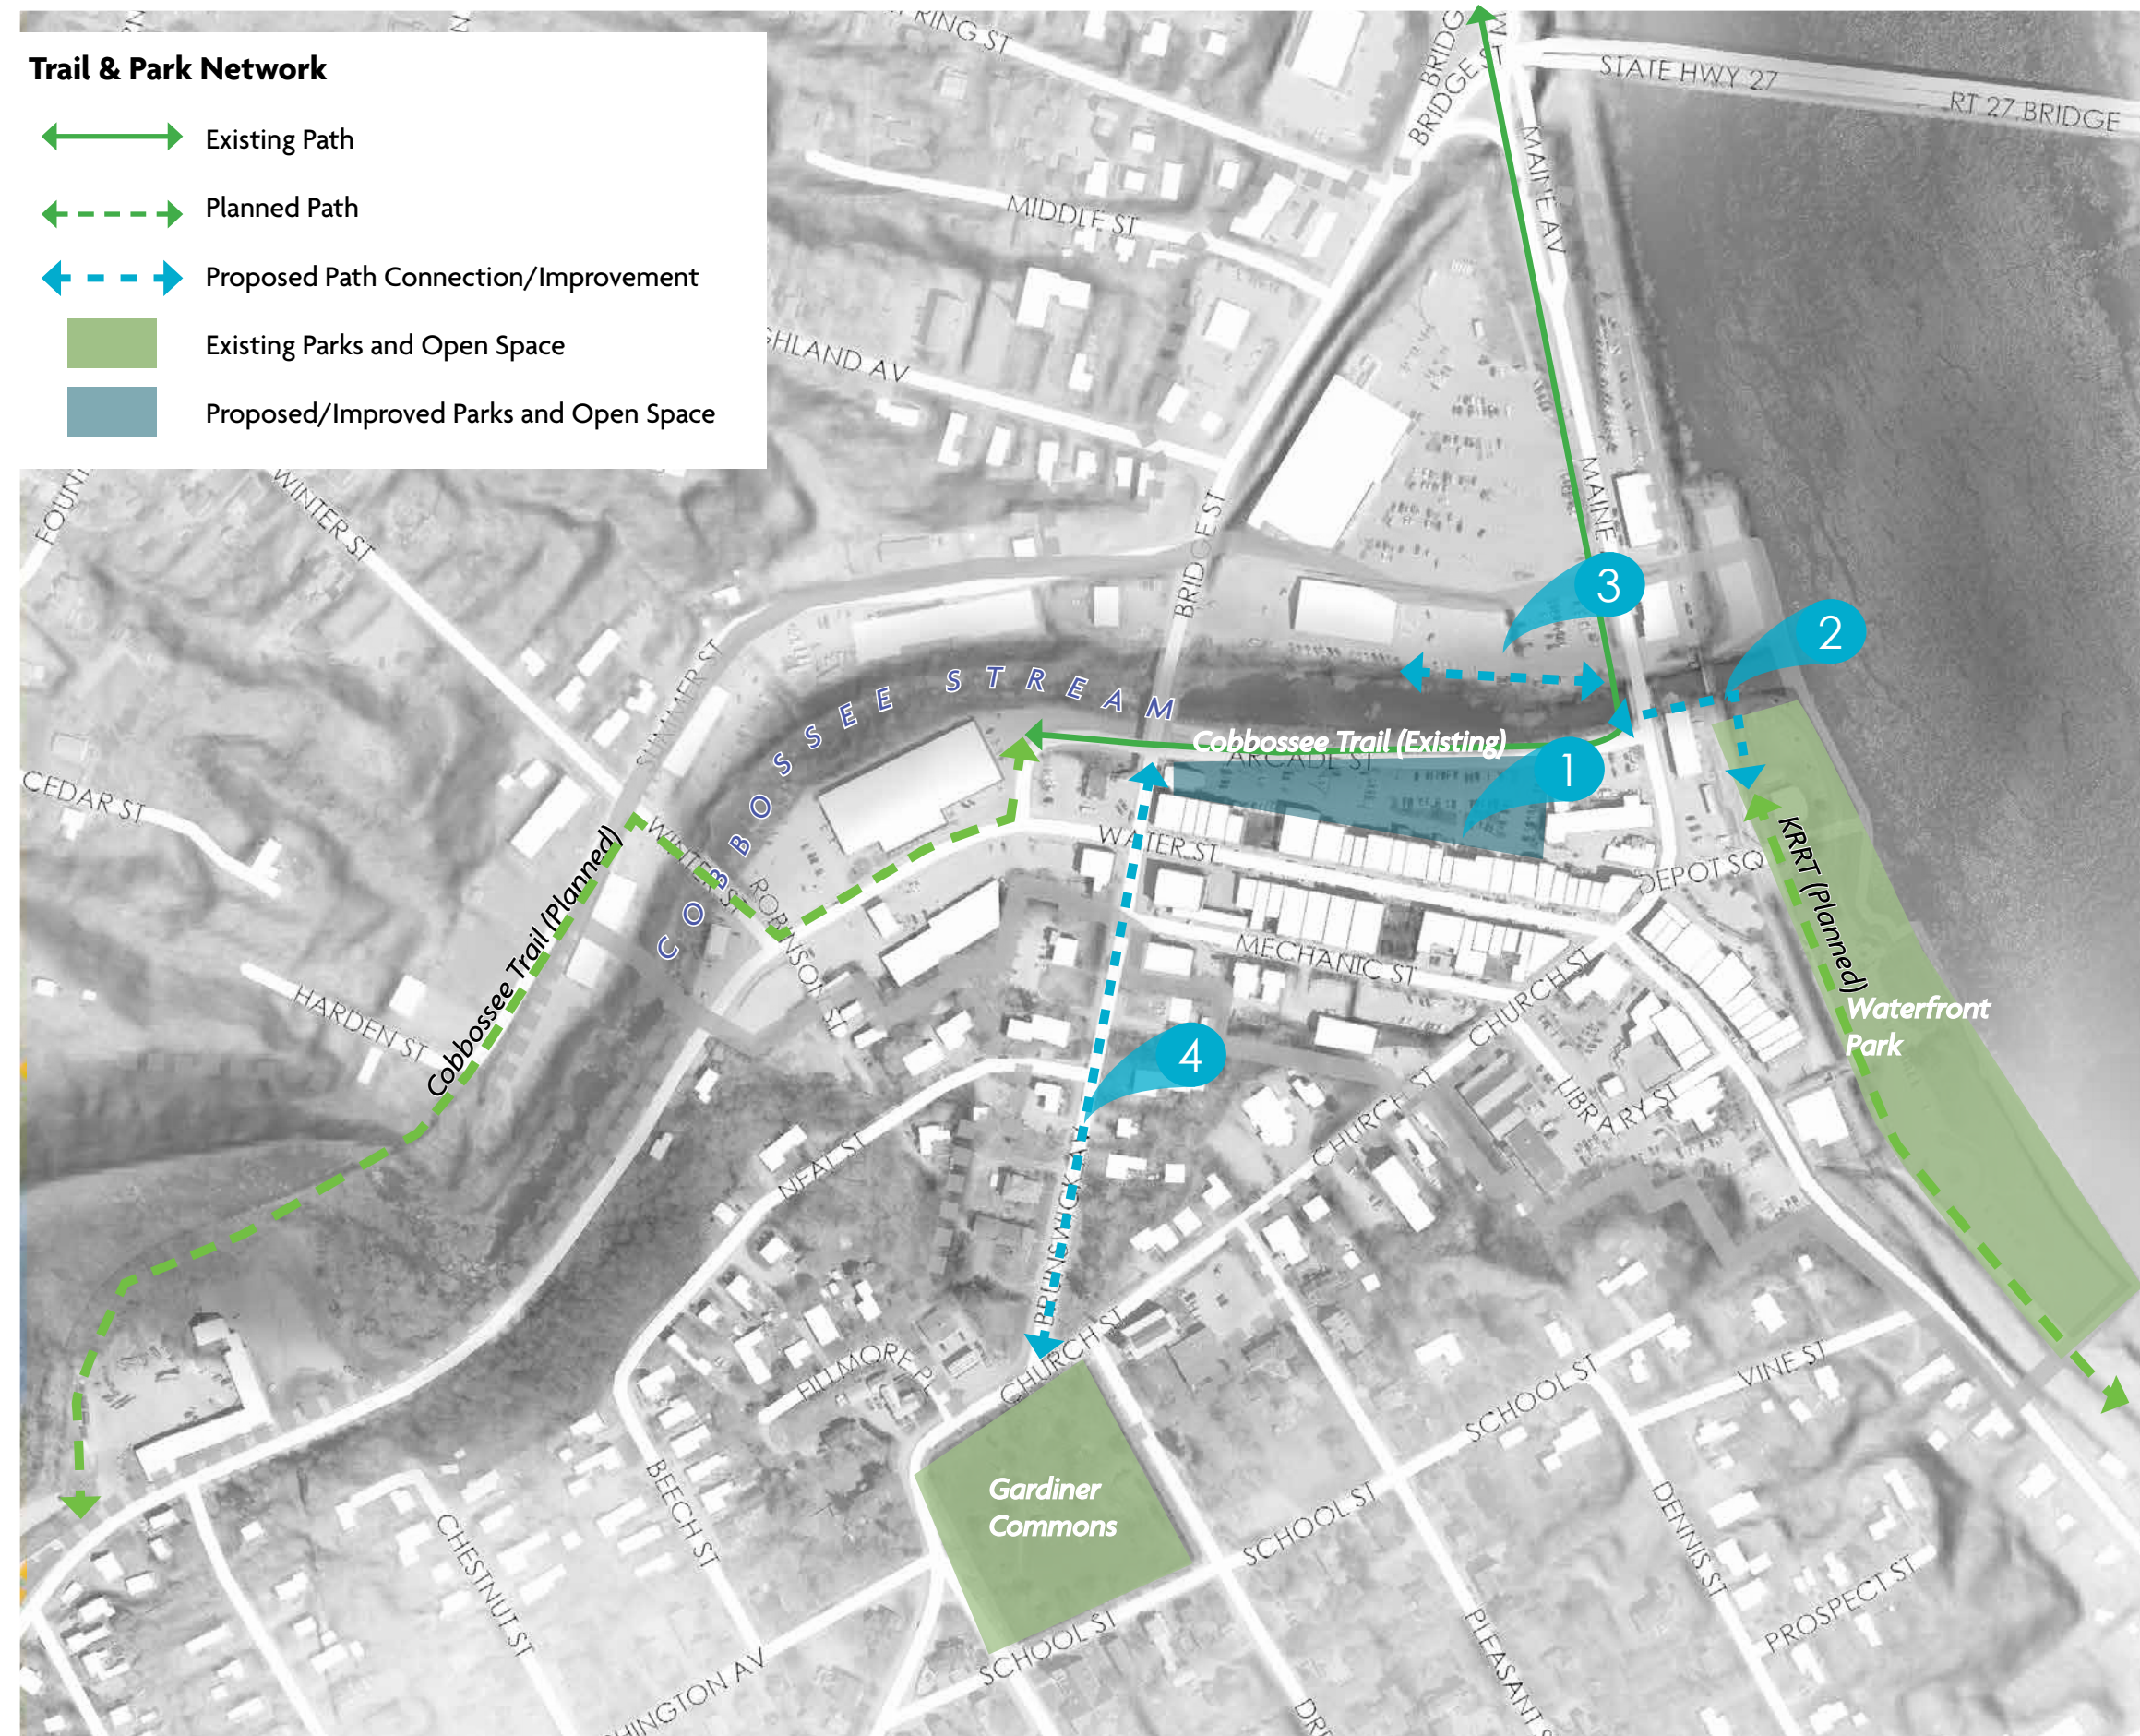 Trail & Park Network
Existing Path
Planned Path
Proposed Path Connection/Improvement
Existing Parks and Open Space
Proposed/Improved Parks and Open Space
BRIDGE ST
STATE HWY 27
RT 27 BRIDGE
MAINE AV
MIDDLE ST
WINTER ST
BRIDGE ST
MAINE
3
2
SUMMER ST
COBBOSSEE STREAM
Cobbossee Trail (Existing)
ARCADE ST
1
CEDAR ST
WINTER ST
WATER ST
DEPOT SQ
KRRT (Planned)
Cobbossee Trail (Planned)
ROBINSON ST
MECHANIC ST
CHURCH ST
HARDEN ST
Waterfront
Park
4
LIBRARY ST
CHURCH ST
NEAL ST
BRUNSWICK AV
CHURCH ST
FILLMORE PL
VINE ST
SCHOOL ST
Gardiner
Commons
BEECH ST
CHESTNUT ST
SCHOOL ST
DENNIS ST
PROSPECT ST
SCHOOL ST
PLEASANT S